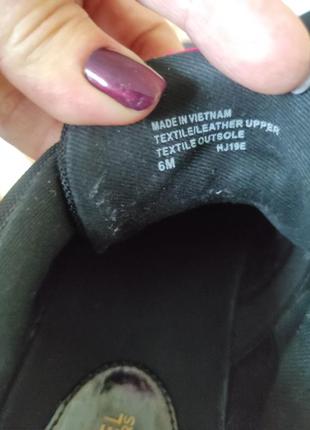 MADE IN VIETNAM
TEXTILE/LEATHER UPPER
TEXTILE OUTSOLE
6M HJ19E